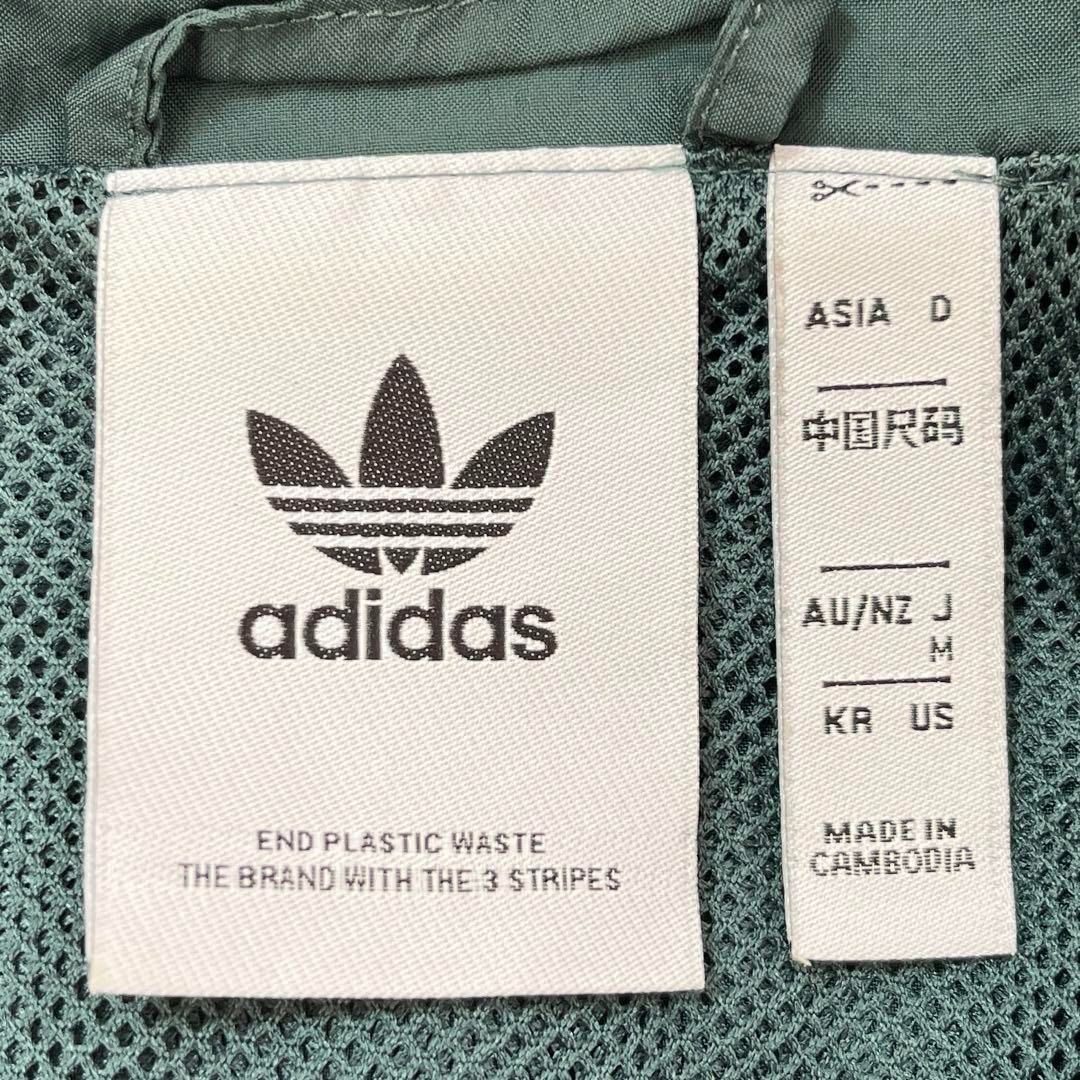 adidas
END PLASTIC WASTE
THE BRAND WITH THE 3 STRIPES
ASIA D
中国尺码
AU/NZ J
M
KR US
MADE IN
CAMBODIA